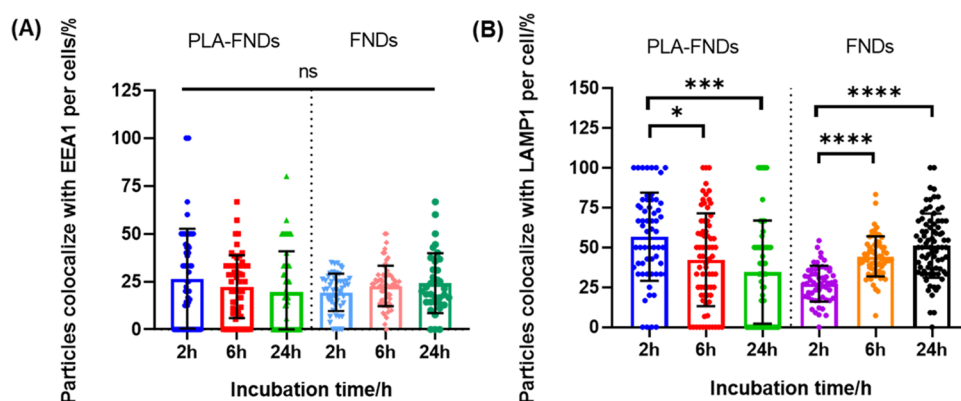 (A)
Particles colocalize with EEA1 per cells/%
PLA-FNDs
FNDs
ns
125
100
75
50
25
0
2h
6h
24h
2h
6h
24h
Incubation time/h
(B)
Particles colocalize with LAMP1 per cell/%
PLA-FNDs
FNDs
***
*
****
****
150
125
100
75
50
25
0
2h
6h
24h
2h
6h
24h
Incubation time/h